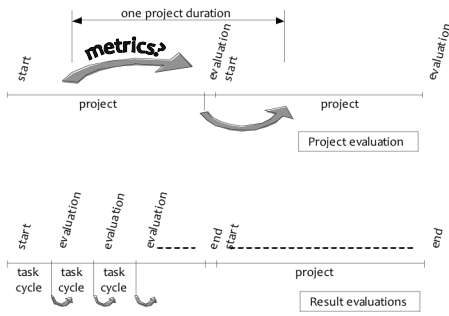 one project duration
metrics?
start
evaluation
start
evaluation
project
project
Project evaluation
start
evaluation
evaluation
evaluation
end
start
end
task
cycle
task
cycle
task
cycle
project
Result evaluations